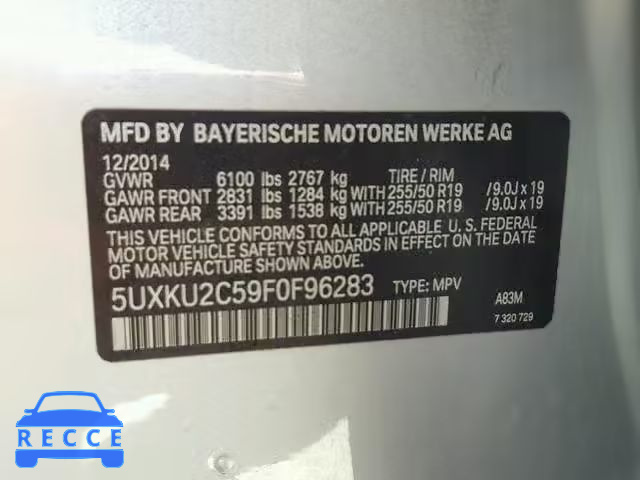 MFD BY BAYERISCHE MOTOREN WERKE AG
12/2014
GVWR 6100 lbs 2767 kg TIRE / RIM
GAWR FRONT 2831 lbs 1284 kg WITH 255/50 R19 /9.0J x 19
GAWR REAR 3391 lbs 1538 kg WITH 255/50 R19 /9.0J x 19
THIS VEHICLE CONFORMS TO ALL APPLICABLE U. S. FEDERAL
MOTOR VEHICLE SAFETY STANDARDS IN EFFECT ON THE DATE
OF MANUFACTURE SHOWN ABOVE.
5UXKU2C59F0F96283 TYPE: MPV A83M
7 320 729
RECCE